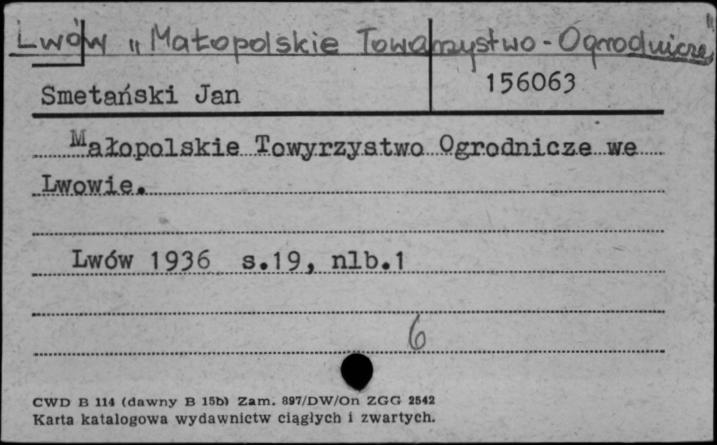 Lwów „Małopolskie Towarzystwo-Ogrodnicze"
Smetański Jan 156063
Małopolskie Towyrzystwo Ogrodnicze we
Lwowie.
Lwów 1936 s.19, nlb.1
6
CWD B 114 (dawny B 15b) Zam. 897/DW/On ZGG 2542
Karta katalogowa wydawnictw ciągłych i zwartych.